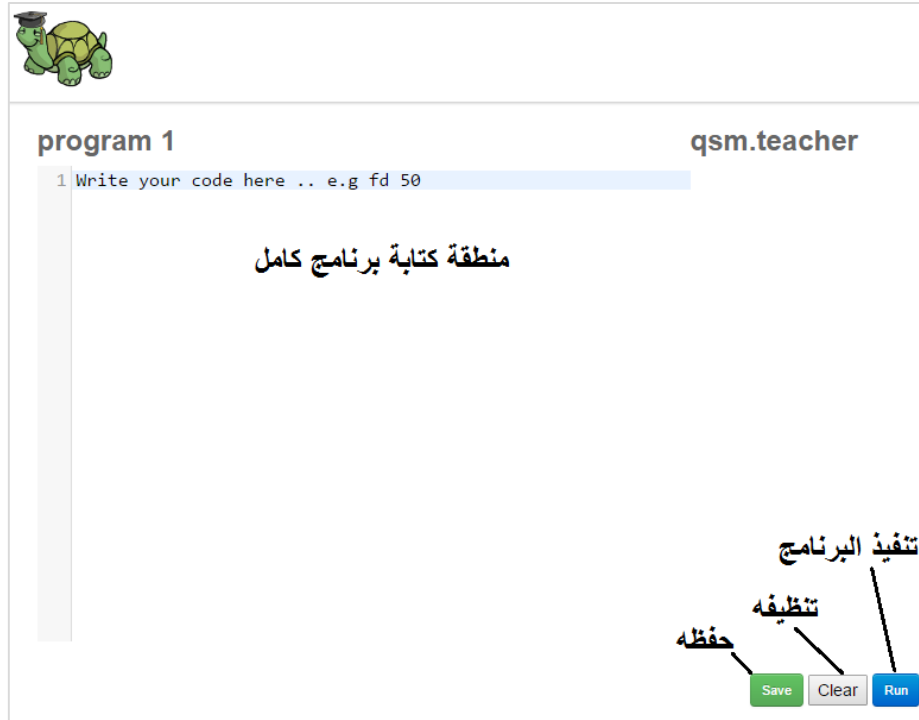 program 1
qsm.teacher
1 Write your code here .. e.g fd 50
منطقة كتابة برنامج كامل
تنفيذ البرنامج
تنظيفه
حفظه
Save Clear Run